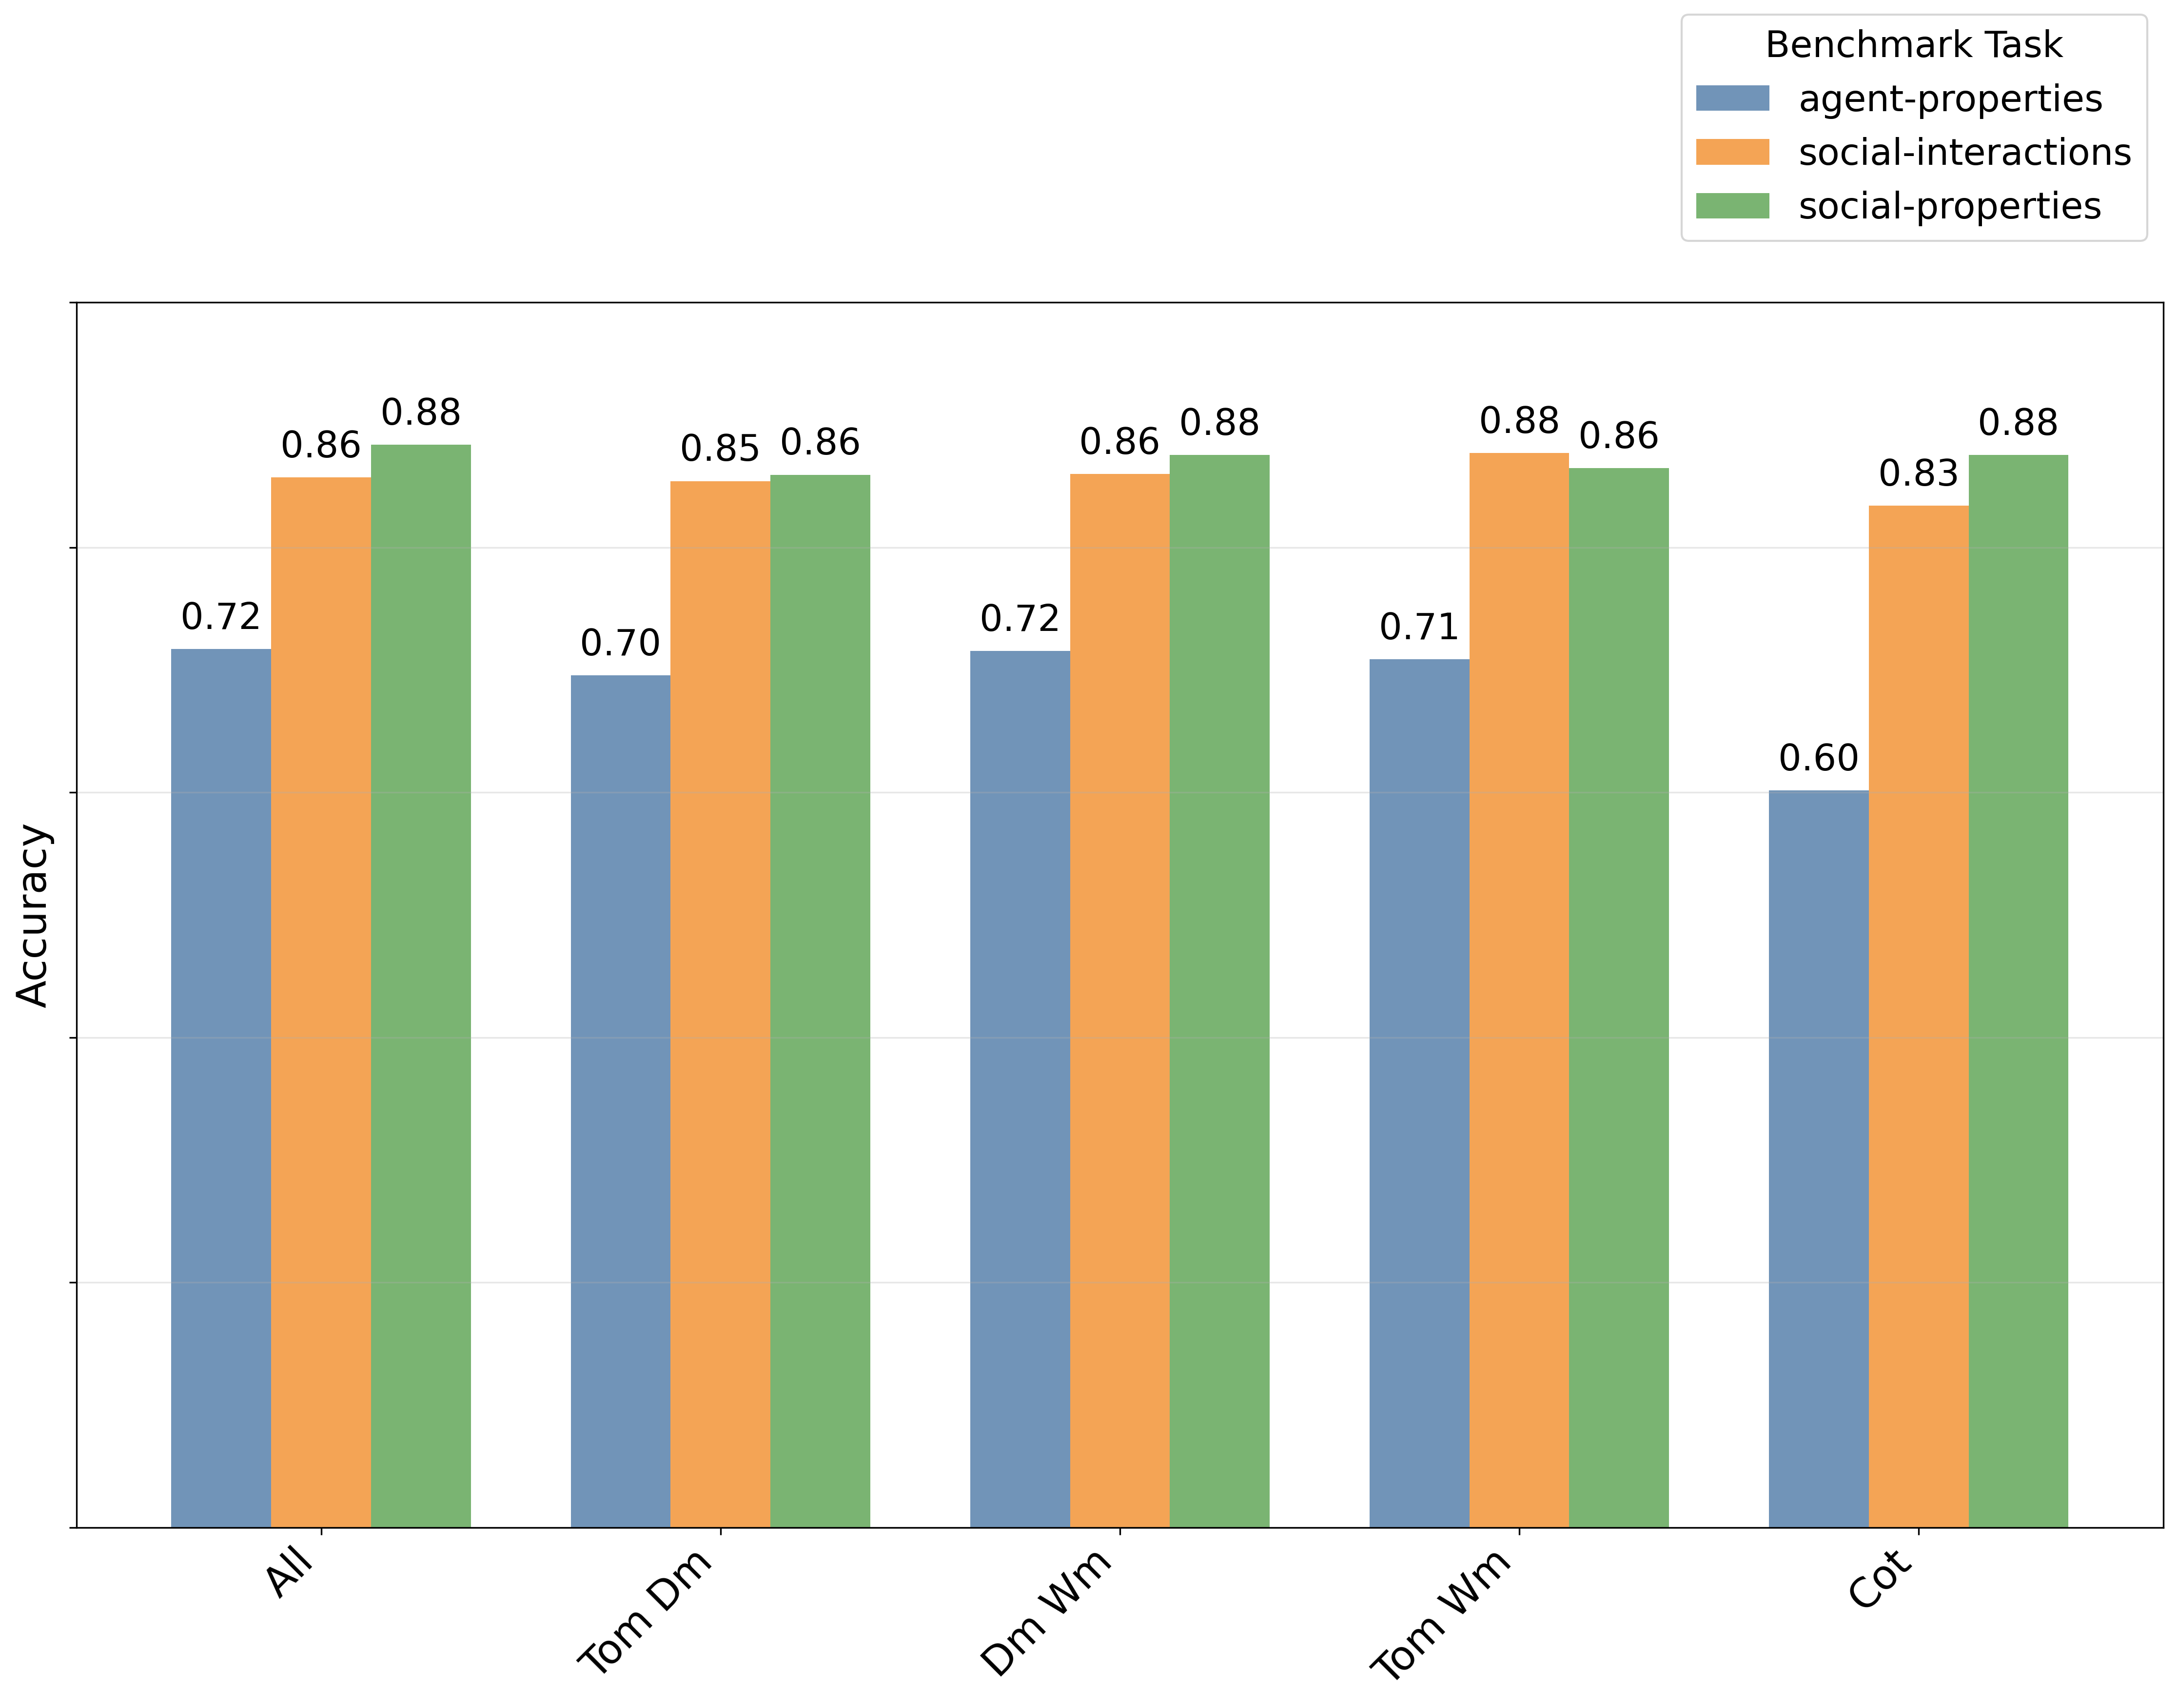 Benchmark Task
agent-properties
social-interactions
social-properties
Accuracy
0.72
0.86
0.88
0.70
0.85
0.86
0.72
0.86
0.88
0.71
0.88
0.86
0.60
0.83
0.88
All
Tom Dm
Dm Wm
Tom Wm
Cot